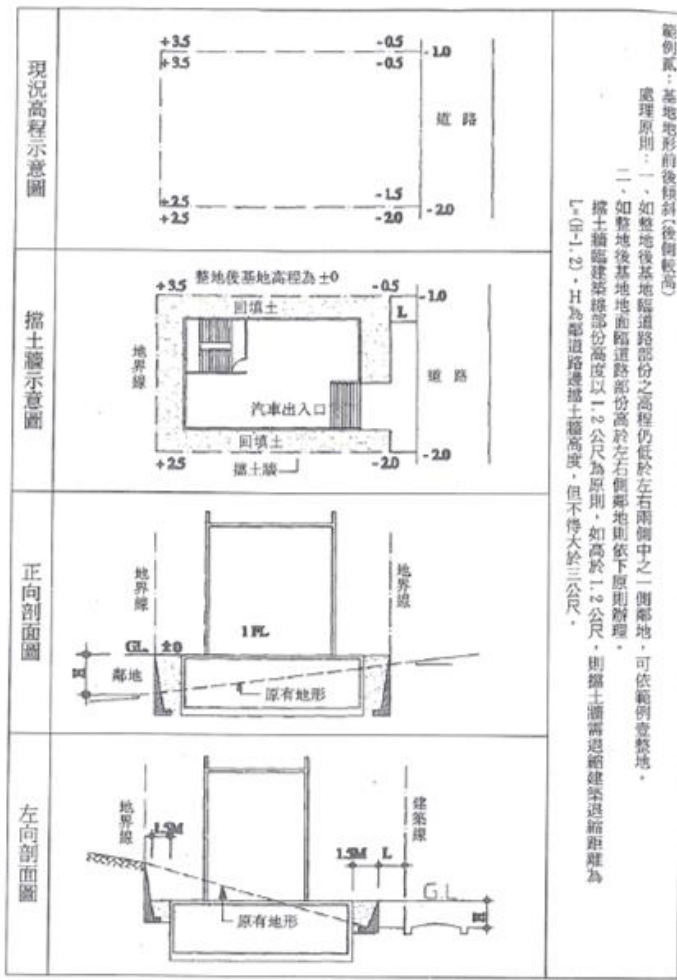 範例貳：基地地形前後傾斜(後側較高)
處理原則：一、如整地後基地臨道路部份之高程仍低於左右兩側中之一側鄰地，可依範例壹整地。
二、如整地後基地地面臨道路部份高於左右側鄰地則依下原則辦理。
擋土牆臨建築線部份高度以1.2公尺為原則，如高於1.2公尺，則擋土牆需退縮建築退縮距離為
L=(H-1.2)，H為鄰道路邊擋土牆高度，但不得大於三公尺。
現況高程示意圖
+3.5
-0.5
-1.0
+3.5
-0.5
道路
+2.5
-1.5
+2.5
-2.0
-2.0
擋土牆示意圖
整地後基地高程為±0
+3.5
-0.5
-1.0
回填土
L
地界線
道路
汽車出入口
回填土
+2.5
擋土牆
-2.0
-2.0
正向剖面圖
地界線
地界線
1FL
GL ±0
H
鄰地
原有地形
左向剖面圖
地界線
1.5M
建築線
1.5M
L
G.L
H
原有地形